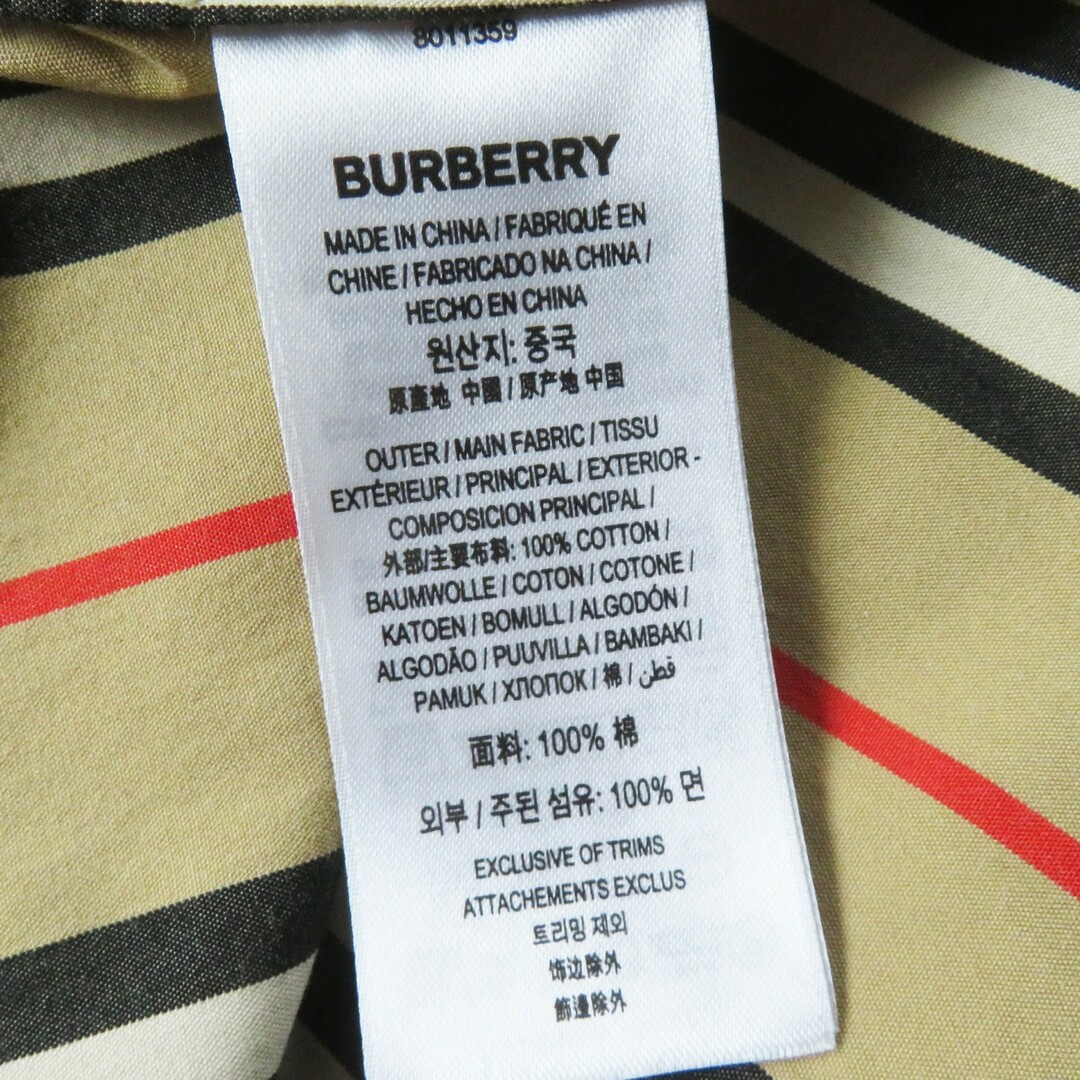 8011359
BURBERRY
MADE IN CHINA / FABRIQUÉ EN
CHINE / FABRICADO NA CHINA /
HECHO EN CHINA
원산지: 중국
原產地 中國 / 原产地 中国
OUTER / MAIN FABRIC / TISSU
EXTÉRIEUR / PRINCIPAL / EXTERIOR -
COMPOSICION PRINCIPAL /
外部/主要布料: 100% COTTON /
BAUMWOLLE / COTON / COTONE /
KATOEN / BOMULL / ALGODÓN /
ALGODÃO / PUUVILLA / BAMBAKI /
PAMUK / ХЛОПОК / 棉 / قطن
面料: 100% 棉
외부 / 주된 섬유: 100% 면
EXCLUSIVE OF TRIMS
ATTACHEMENTS EXCLUS
트리밍 제외
饰边除外
飾邊除外